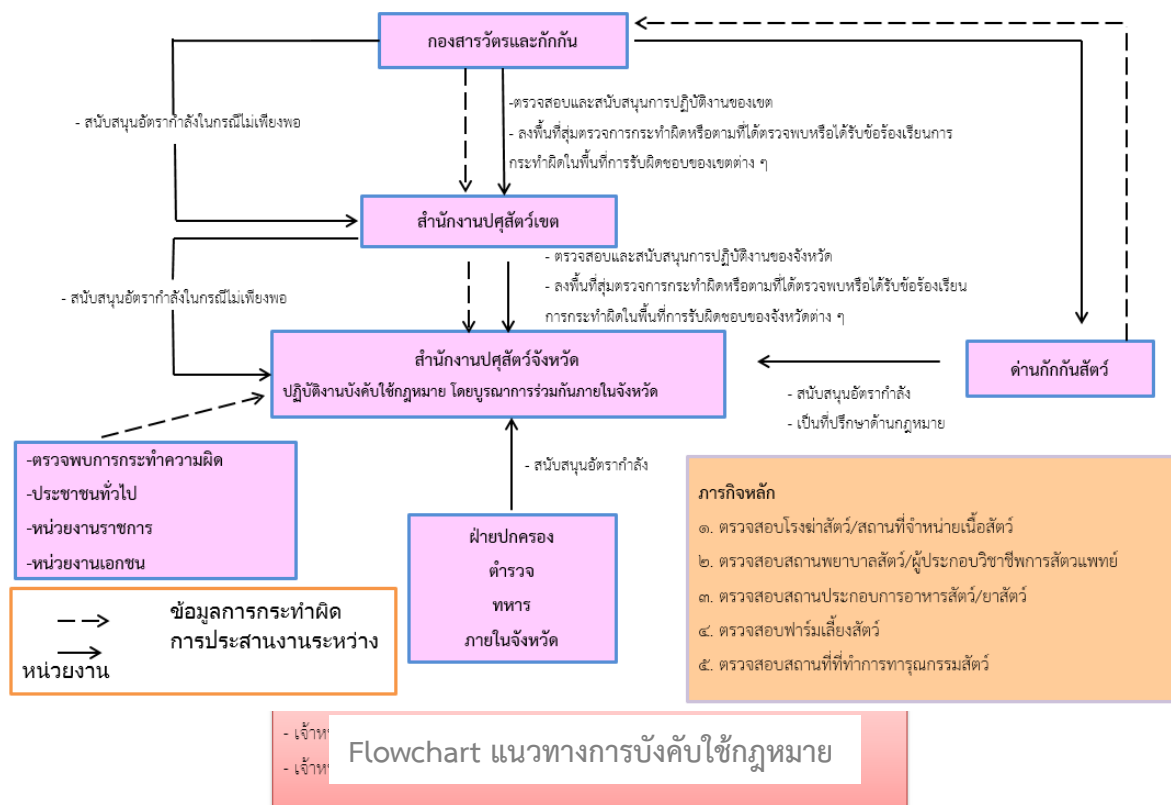 กองสารวัตรและกักกัน
- สนับสนุนอัตรากำลังในกรณีไม่เพียงพอ
-ตรวจสอบและสนับสนุนการปฏิบัติงานของเขต
- ลงพื้นที่สุ่มตรวจการกระทำผิดหรือตามที่ได้ตรวจพบหรือได้รับข้อร้องเรียนการ
กระทำผิดในพื้นที่การรับผิดชอบของเขตต่าง ๆ
สำนักงานปศุสัตว์เขต
- สนับสนุนอัตรากำลังในกรณีไม่เพียงพอ
- ตรวจสอบและสนับสนุนการปฏิบัติงานของจังหวัด
- ลงพื้นที่สุ่มตรวจการกระทำผิดหรือตามที่ได้ตรวจพบหรือได้รับข้อร้องเรียน
การกระทำผิดในพื้นที่การรับผิดชอบของจังหวัดต่าง ๆ
สำนักงานปศุสัตว์จังหวัด
ปฏิบัติงานบังคับใช้กฎหมาย โดยบูรณาการร่วมกันภายในจังหวัด
ด่านกักกันสัตว์
- สนับสนุนอัตรากำลัง
- เป็นที่ปรึกษาด้านกฎหมาย
-ตรวจพบการกระทำความผิด
-ประชาชนทั่วไป
-หน่วยงานราชการ
-หน่วยงานเอกชน
- สนับสนุนอัตรากำลัง
ฝ่ายปกครอง
ตำรวจ
ทหาร
ภายในจังหวัด
ภารกิจหลัก
๑. ตรวจสอบโรงฆ่าสัตว์/สถานที่จำหน่ายเนื้อสัตว์
๒. ตรวจสอบสถานพยาบาลสัตว์/ผู้ประกอบวิชาชีพการสัตวแพทย์
๓. ตรวจสอบสถานประกอบการอาหารสัตว์/ยาสัตว์
๔. ตรวจสอบฟาร์มเลี้ยงสัตว์
๕. ตรวจสอบสถานที่ที่ทำการทารุณกรรมสัตว์
ข้อมูลการกระทำผิด
การประสานงานระหว่าง
หน่วยงาน
Flowchart แนวทางการบังคับใช้กฎหมาย